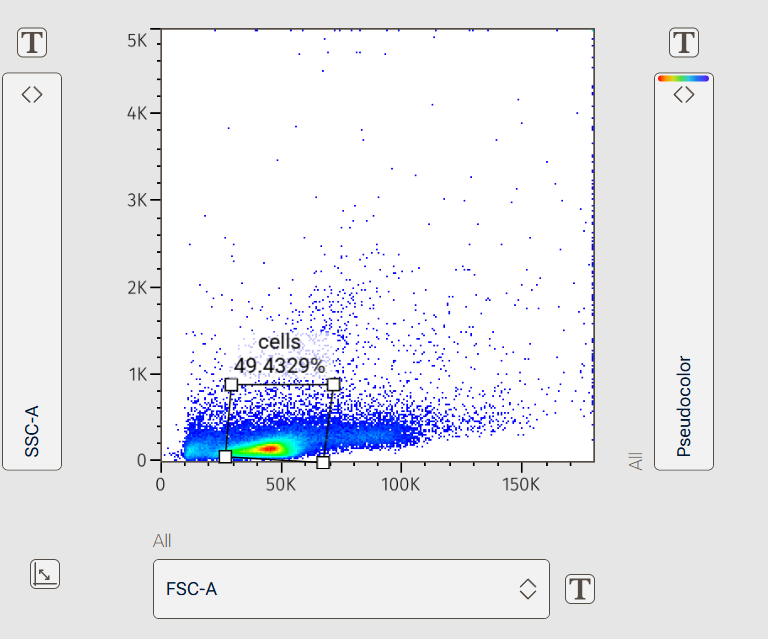 T
T
5K
4K
3K
2K
1K
0
cells
49.4329%
SSC-A
Pseudocolor
All
0
50K
100K
150K
All
FSC-A
T